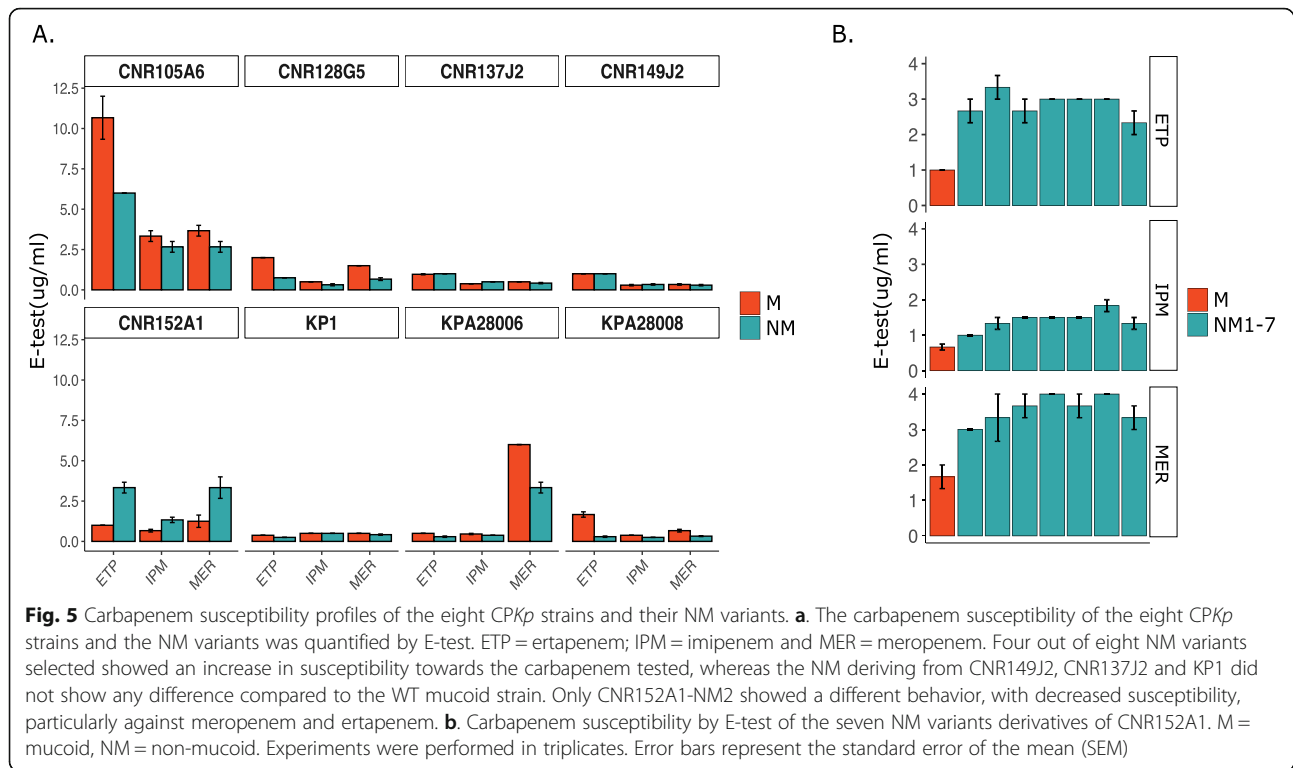 A.
B.
CNR105A6
CNR128G5
CNR137J2
CNR149J2
12.5
10.0
7.5
5.0
2.5
0.0
CNR152A1
KP1
KPA28006
KPA28008
12.5
10.0
7.5
5.0
2.5
0.0
E-test(ug/ml)
ETP
IPM
MER
ETP
IPM
MER
ETP
IPM
MER
ETP
IPM
MER
M
NM
4
3
2
1
0
ETP
4
3
2
1
0
IPM
4
3
2
1
0
MER
E-test(ug/ml)
M
NM1-7
Fig. 5 Carbapenem susceptibility profiles of the eight CPKp strains and their NM variants. a. The carbapenem susceptibility of the eight CPKp
strains and the NM variants was quantified by E-test. ETP = ertapenem; IPM = imipenem and MER = meropenem. Four out of eight NM variants
selected showed an increase in susceptibility towards the carbapenem tested, whereas the NM deriving from CNR149J2, CNR137J2 and KP1 did
not show any difference compared to the WT mucoid strain. Only CNR152A1-NM2 showed a different behavior, with decreased susceptibility,
particularly against meropenem and ertapenem. b. Carbapenem susceptibility by E-test of the seven NM variants derivatives of CNR152A1. M =
mucoid, NM = non-mucoid. Experiments were performed in triplicates. Error bars represent the standard error of the mean (SEM)